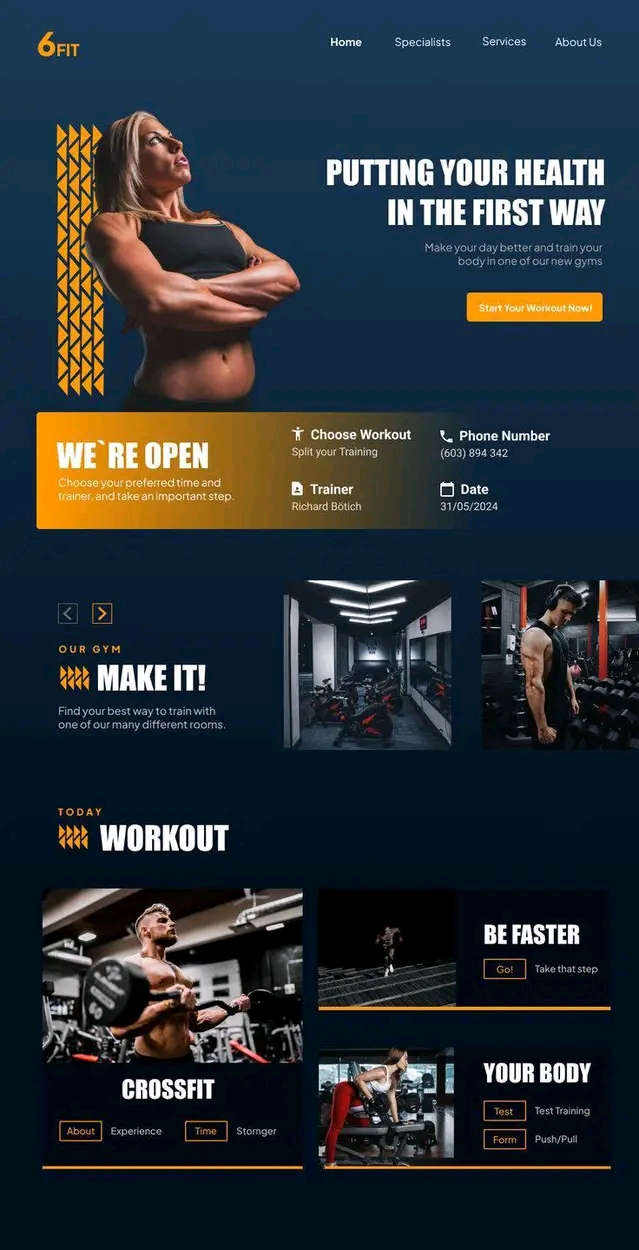 6FIT
Home Specialists Services About Us
PUTTING YOUR HEALTH
IN THE FIRST WAY
Make your day better and train your
body in one of our new gyms
Start Your Workout Now!
WE`RE OPEN
Choose your preferred time and
trainer, and take an important step.
Choose Workout
Split your Training
Phone Number
(603) 894 342
Trainer
Richard Bötich
Date
31/05/2024
OUR GYM
MAKE IT!
Find your best way to train with
one of our many different rooms.
TODAY
WORKOUT
CROSSFIT
About Experience Time Stornger
BE FASTER
Go! Take that step
YOUR BODY
Test Test Training
Form Push/Pull